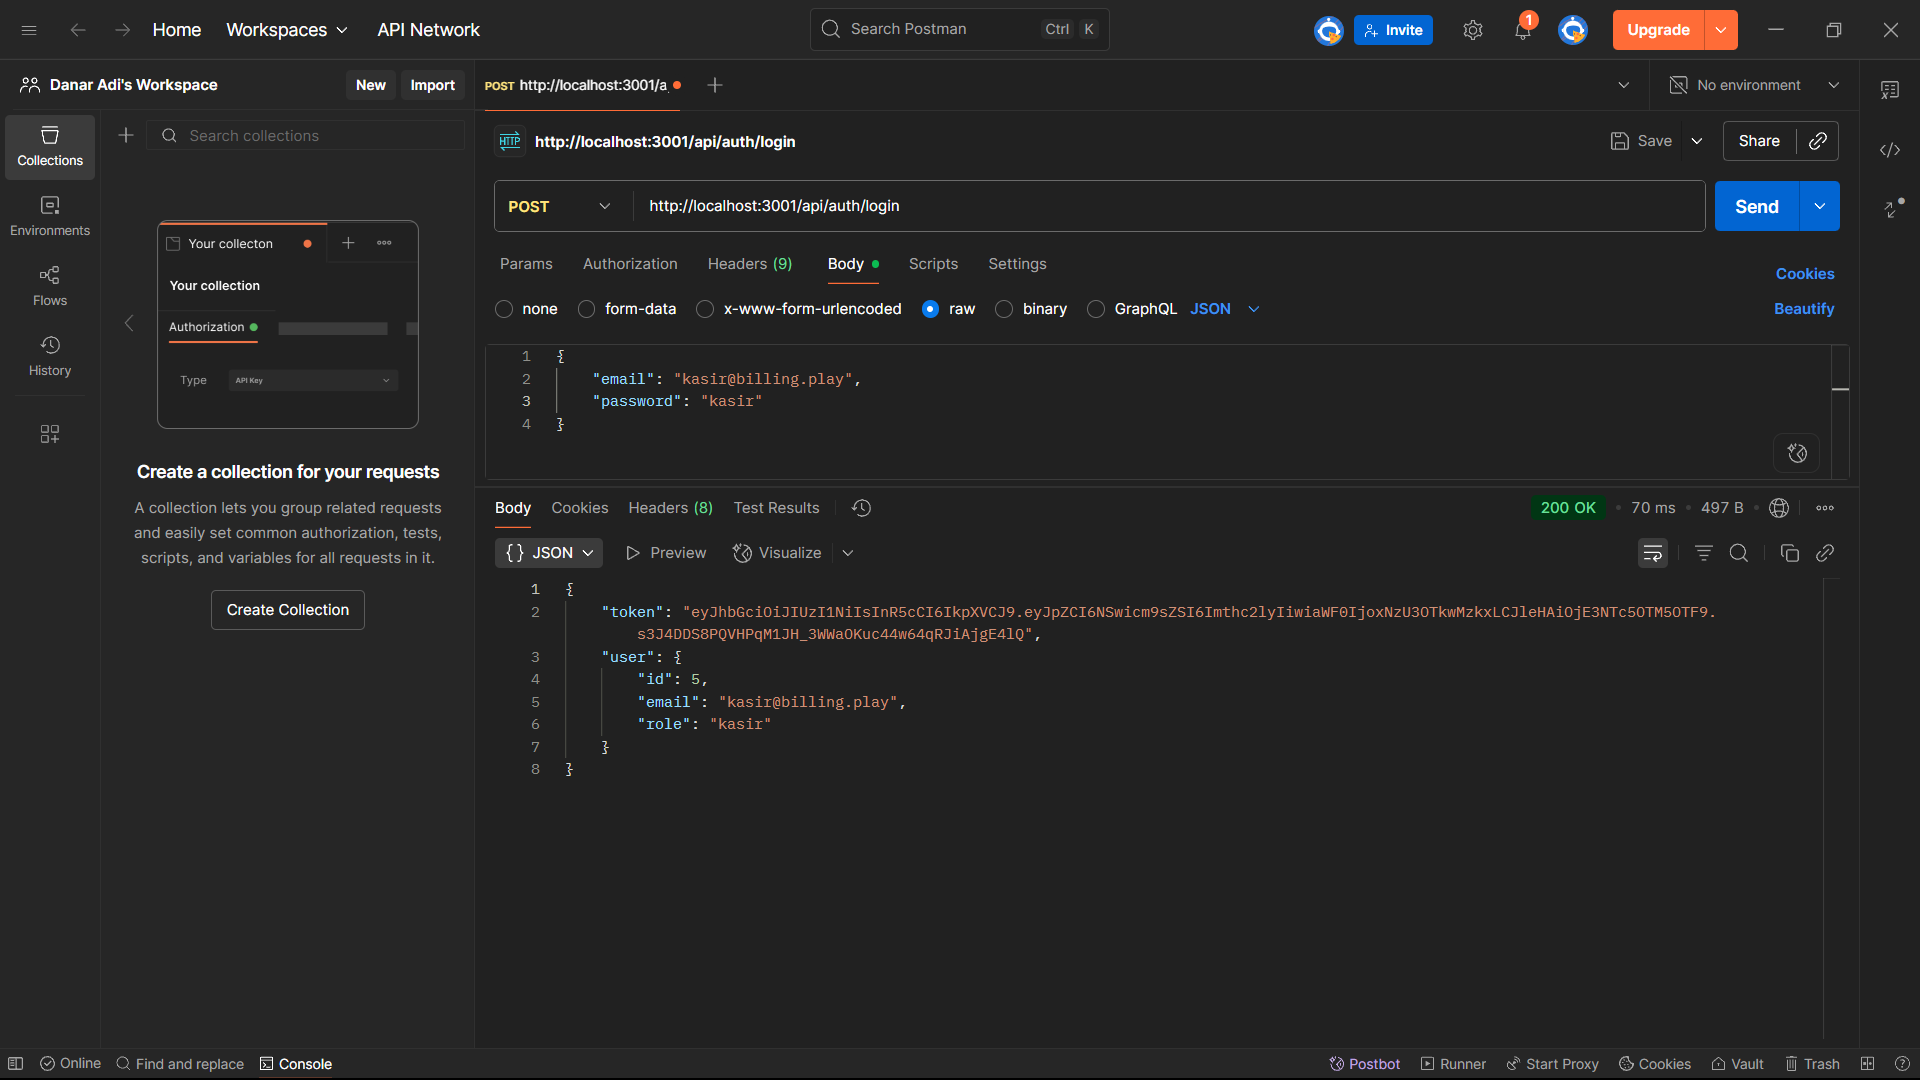 Home
Workspaces
API Network
Search Postman
Ctrl
K
Invite
1
Upgrade
Danar Adi's Workspace
New
Import
POST http://localhost:3001/a
No environment
Collections
Environments
Flows
History
Search collections
Your collecton
Your collection
Authorization
Type
API Key
Create a collection for your requests
A collection lets you group related requests
and easily set common authorization, tests,
scripts, and variables for all requests in it.
Create Collection
HTTP
http://localhost:3001/api/auth/login
Save
Share
POST
http://localhost:3001/api/auth/login
Send
Params
Authorization
Headers (9)
Body
Scripts
Settings
Cookies
none
form-data
x-www-form-urlencoded
raw
binary
GraphQL
JSON
Beautify
1 {
2 "email": "kasir@billing.play",
3 "password": "kasir"
4 }
Body
Cookies
Headers (8)
Test Results
200 OK
70 ms
497 B
{} JSON
Preview
Visualize
1 {
2 "token": "eyJhbGciOiJIUzI1NiIsInR5cCI6IkpXVCJ9.eyJpZCI6NSwicm9sZSI6Imthc2lyIiwiaWF0IjoxNzU3OTkwMzkxLCJleHAiOjE3NTc5OTM5OTF9.
s3J4DDS8PQVHPqM1JH_3WWaOKuc44w64qRJiAjgE4lQ",
3 "user": {
4 "id": 5,
5 "email": "kasir@billing.play",
6 "role": "kasir"
7 }
8 }
Online
Find and replace
Console
Postbot
Runner
Start Proxy
Cookies
Vault
Trash